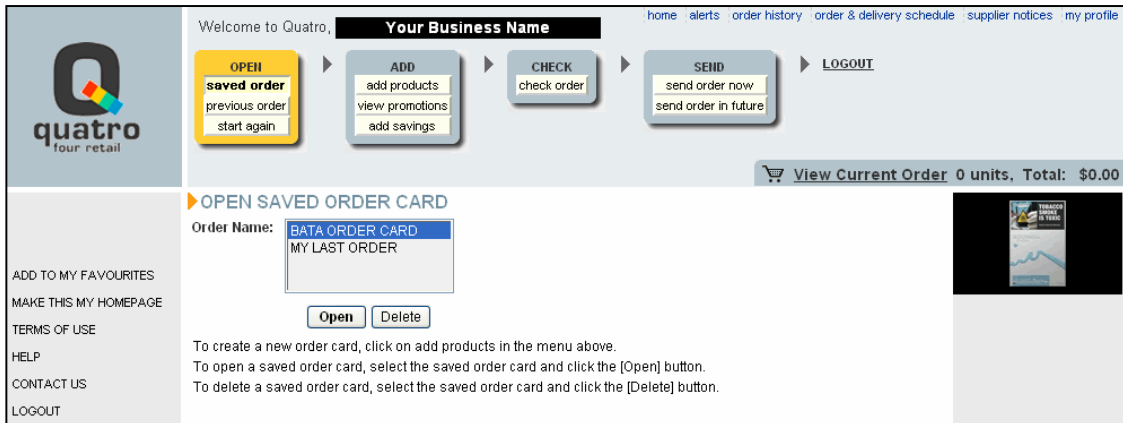 home alerts order history order & delivery schedule supplier notices my profile
Welcome to Quatro, Your Business Name
OPEN
saved order
previous order
start again
ADD
add products
view promotions
add savings
CHECK
check order
SEND
send order now
send order in future
LOGOUT
quatro
four retail
View Current Order 0 units, Total: $0.00
OPEN SAVED ORDER CARD
Order Name:
BATA ORDER CARD
MY LAST ORDER
Open Delete
To create a new order card, click on add products in the menu above.
To open a saved order card, select the saved order card and click the [Open] button.
To delete a saved order card, select the saved order card and click the [Delete] button.
ADD TO MY FAVOURITES
MAKE THIS MY HOMEPAGE
TERMS OF USE
HELP
CONTACT US
LOGOUT
TOBACCO
SMOKE
IS TOXIC